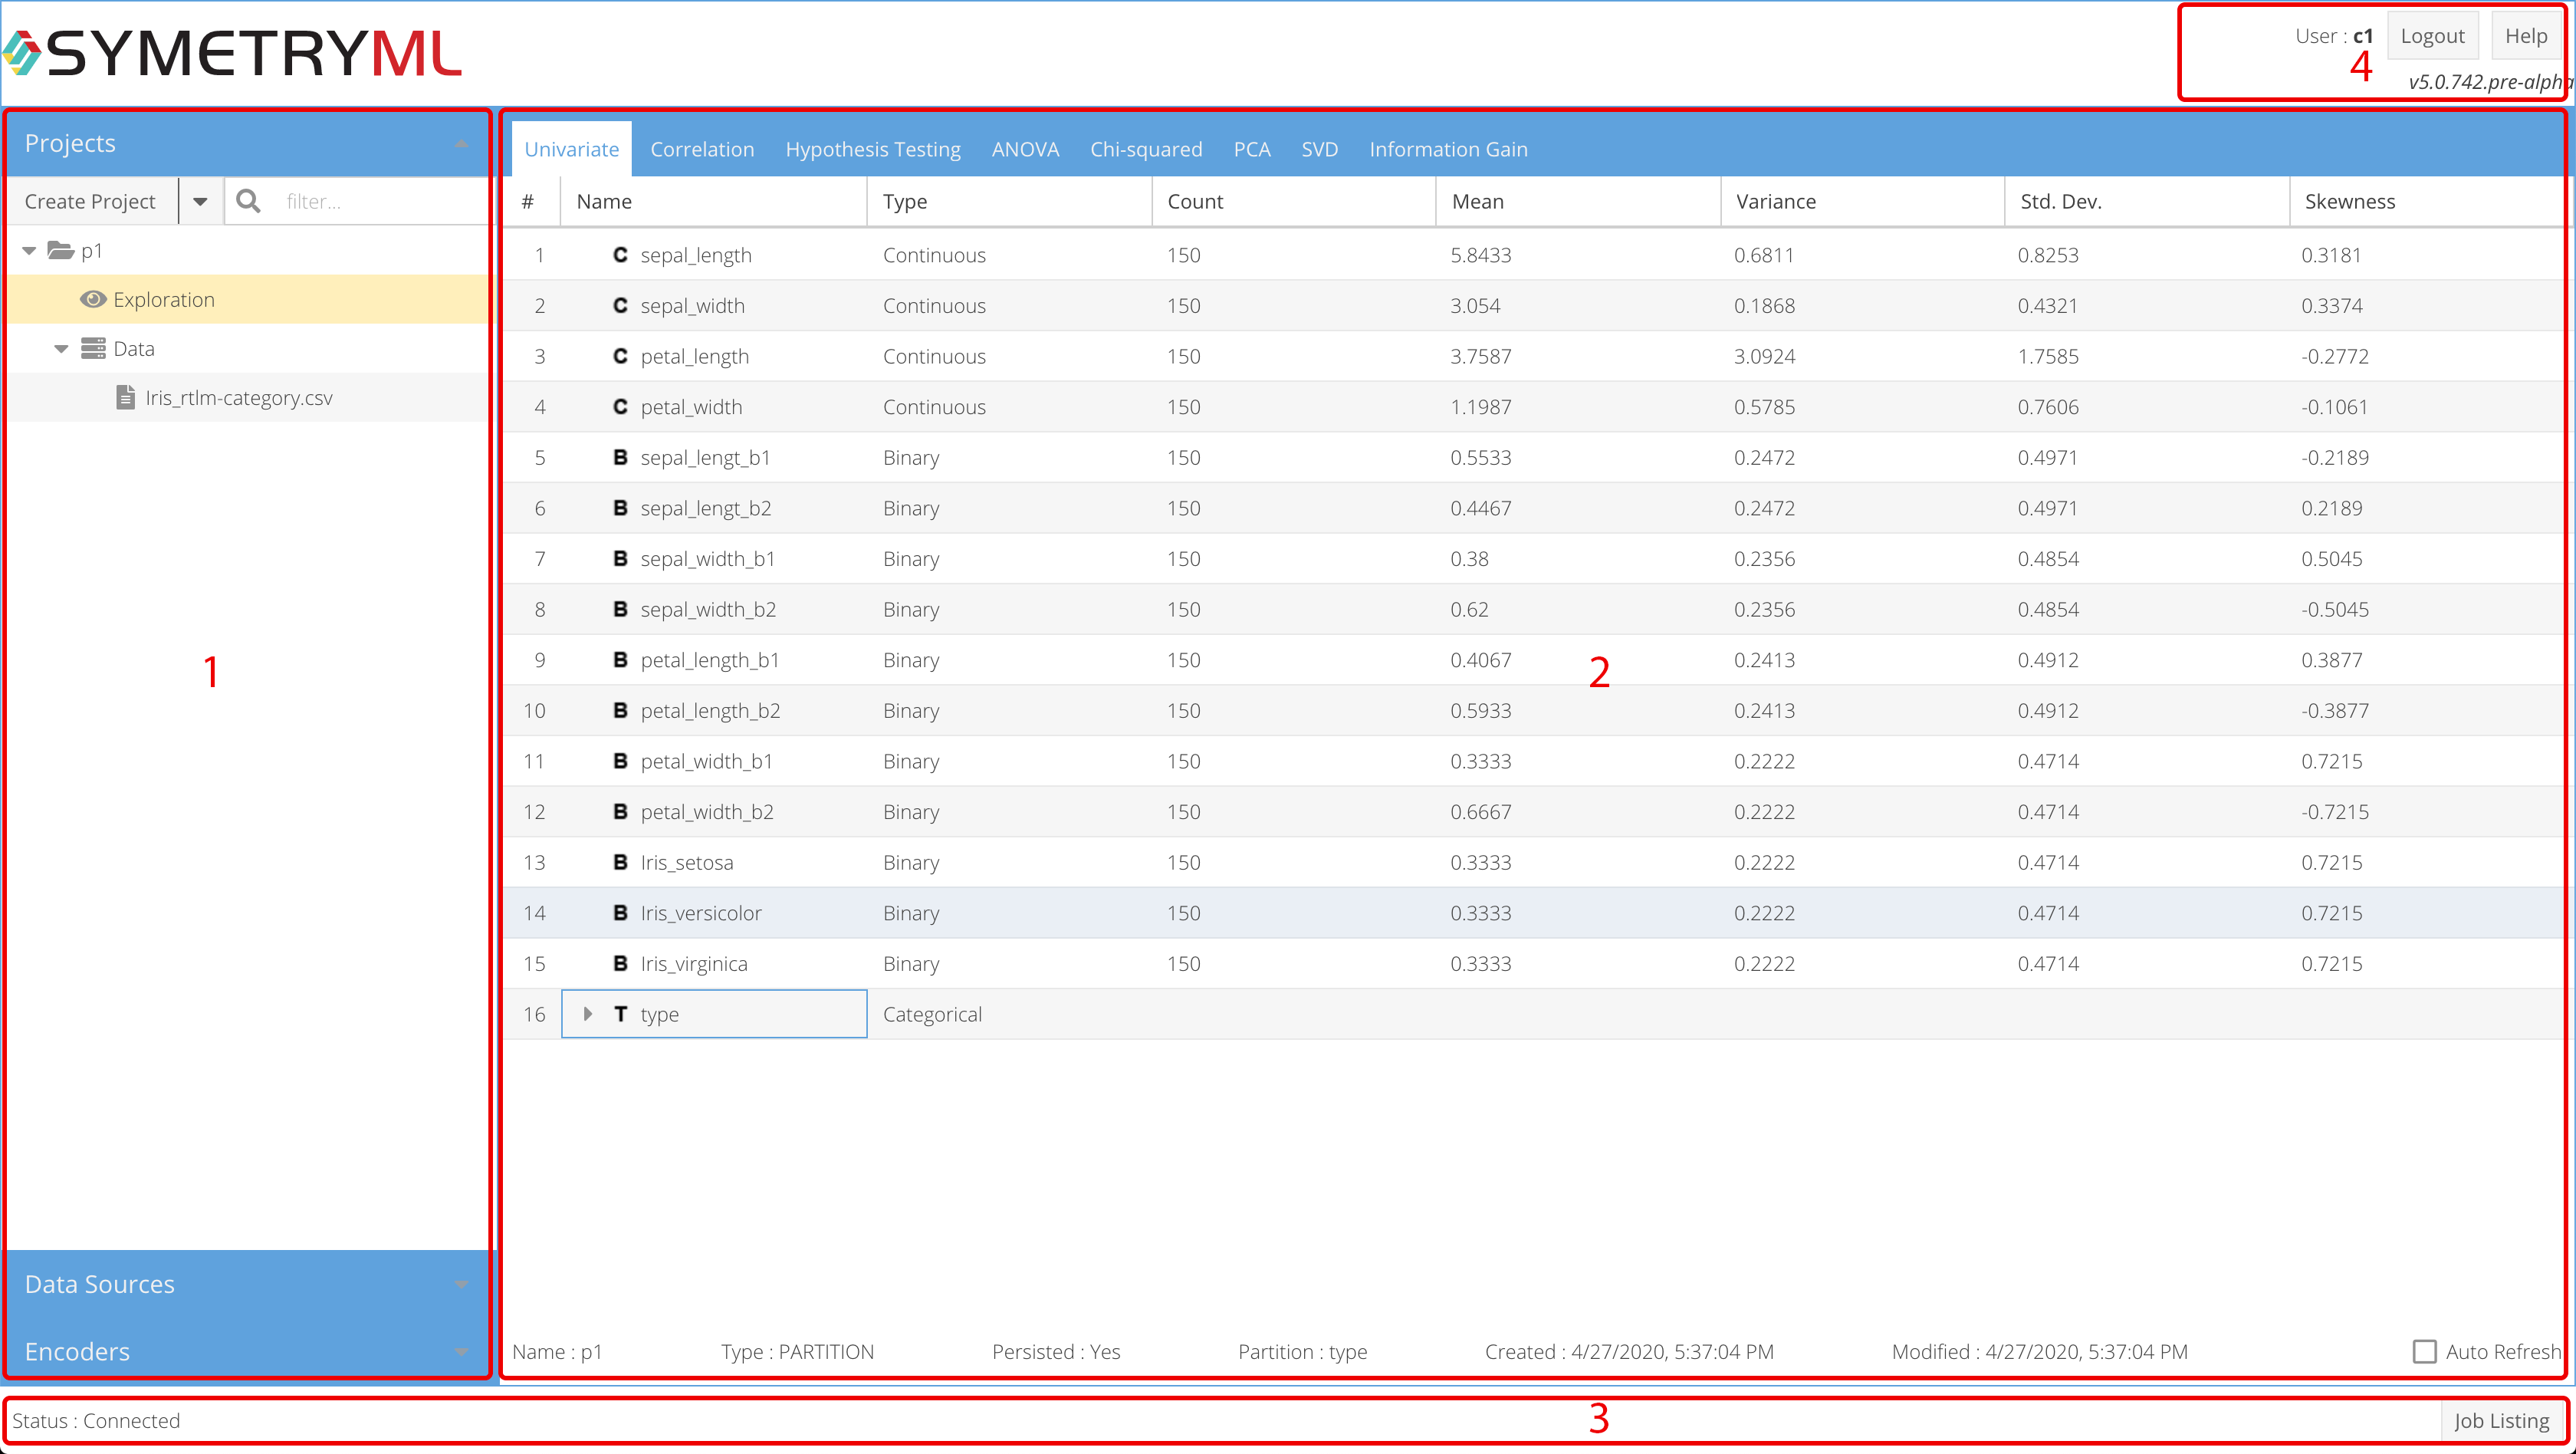 SYMETRYML
User : c1 Logout Help
4
v5.0.742.pre-alpha
Projects
Create Project filter...
p1
Exploration
Data
Iris_rtlm-category.csv
1
Data Sources
Encoders
Univariate Correlation Hypothesis Testing ANOVA Chi-squared PCA SVD Information Gain
# Name Type Count Mean Variance Std. Dev. Skewness
1 C sepal_length Continuous 150 5.8433 0.6811 0.8253 0.3181
2 C sepal_width Continuous 150 3.054 0.1868 0.4321 0.3374
3 C petal_length Continuous 150 3.7587 3.0924 1.7585 -0.2772
4 C petal_width Continuous 150 1.1987 0.5785 0.7606 -0.1061
5 B sepal_lengt_b1 Binary 150 0.5533 0.2472 0.4971 -0.2189
6 B sepal_lengt_b2 Binary 150 0.4467 0.2472 0.4971 0.2189
7 B sepal_width_b1 Binary 150 0.38 0.2356 0.4854 0.5045
8 B sepal_width_b2 Binary 150 0.62 0.2356 0.4854 -0.5045
9 B petal_length_b1 Binary 150 0.4067 0.2413 0.4912 0.3877
2
10 B petal_length_b2 Binary 150 0.5933 0.2413 0.4912 -0.3877
11 B petal_width_b1 Binary 150 0.3333 0.2222 0.4714 0.7215
12 B petal_width_b2 Binary 150 0.6667 0.2222 0.4714 -0.7215
13 B Iris_setosa Binary 150 0.3333 0.2222 0.4714 0.7215
14 B Iris_versicolor Binary 150 0.3333 0.2222 0.4714 0.7215
15 B Iris_virginica Binary 150 0.3333 0.2222 0.4714 0.7215
16 T type Categorical
Name : p1 Type : PARTITION Persisted : Yes Partition : type Created : 4/27/2020, 5:37:04 PM Modified : 4/27/2020, 5:37:04 PM Auto Refresh
Status : Connected 3 Job Listing